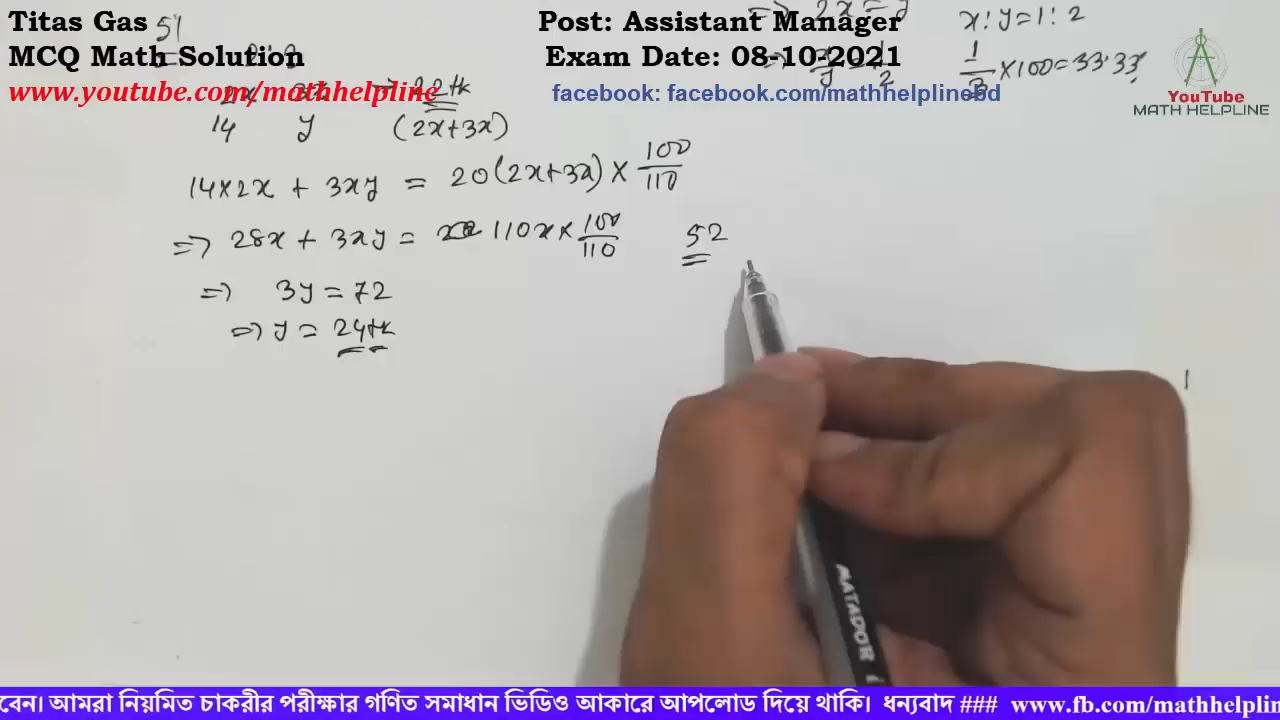 Titas Gas
Post: Assistant Manager
MCQ Math Solution
Exam Date: 08-10-2021
www.youtube.com/mathhelpline
facebook: facebook.com/mathhelplinebd
YouTube
MATH HELPLINE
51
x : y = 1 : 2
1/3 × 100 = 33.33
14 y (2x+3x)
14×2x + 3xy = 20(2x+3x) × 100/110
=> 28x + 3xy = 110x × 100/110
52
=> 3y = 72
=> y = 24tk
MATADOR i
বেন। আমরা নিয়মিত চাকরীর পরীক্ষার গণিত সমাধান ভিডিও আকারে আপলোড দিয়ে থাকি। ধন্যবাদ ### www.fb.com/mathhelplin